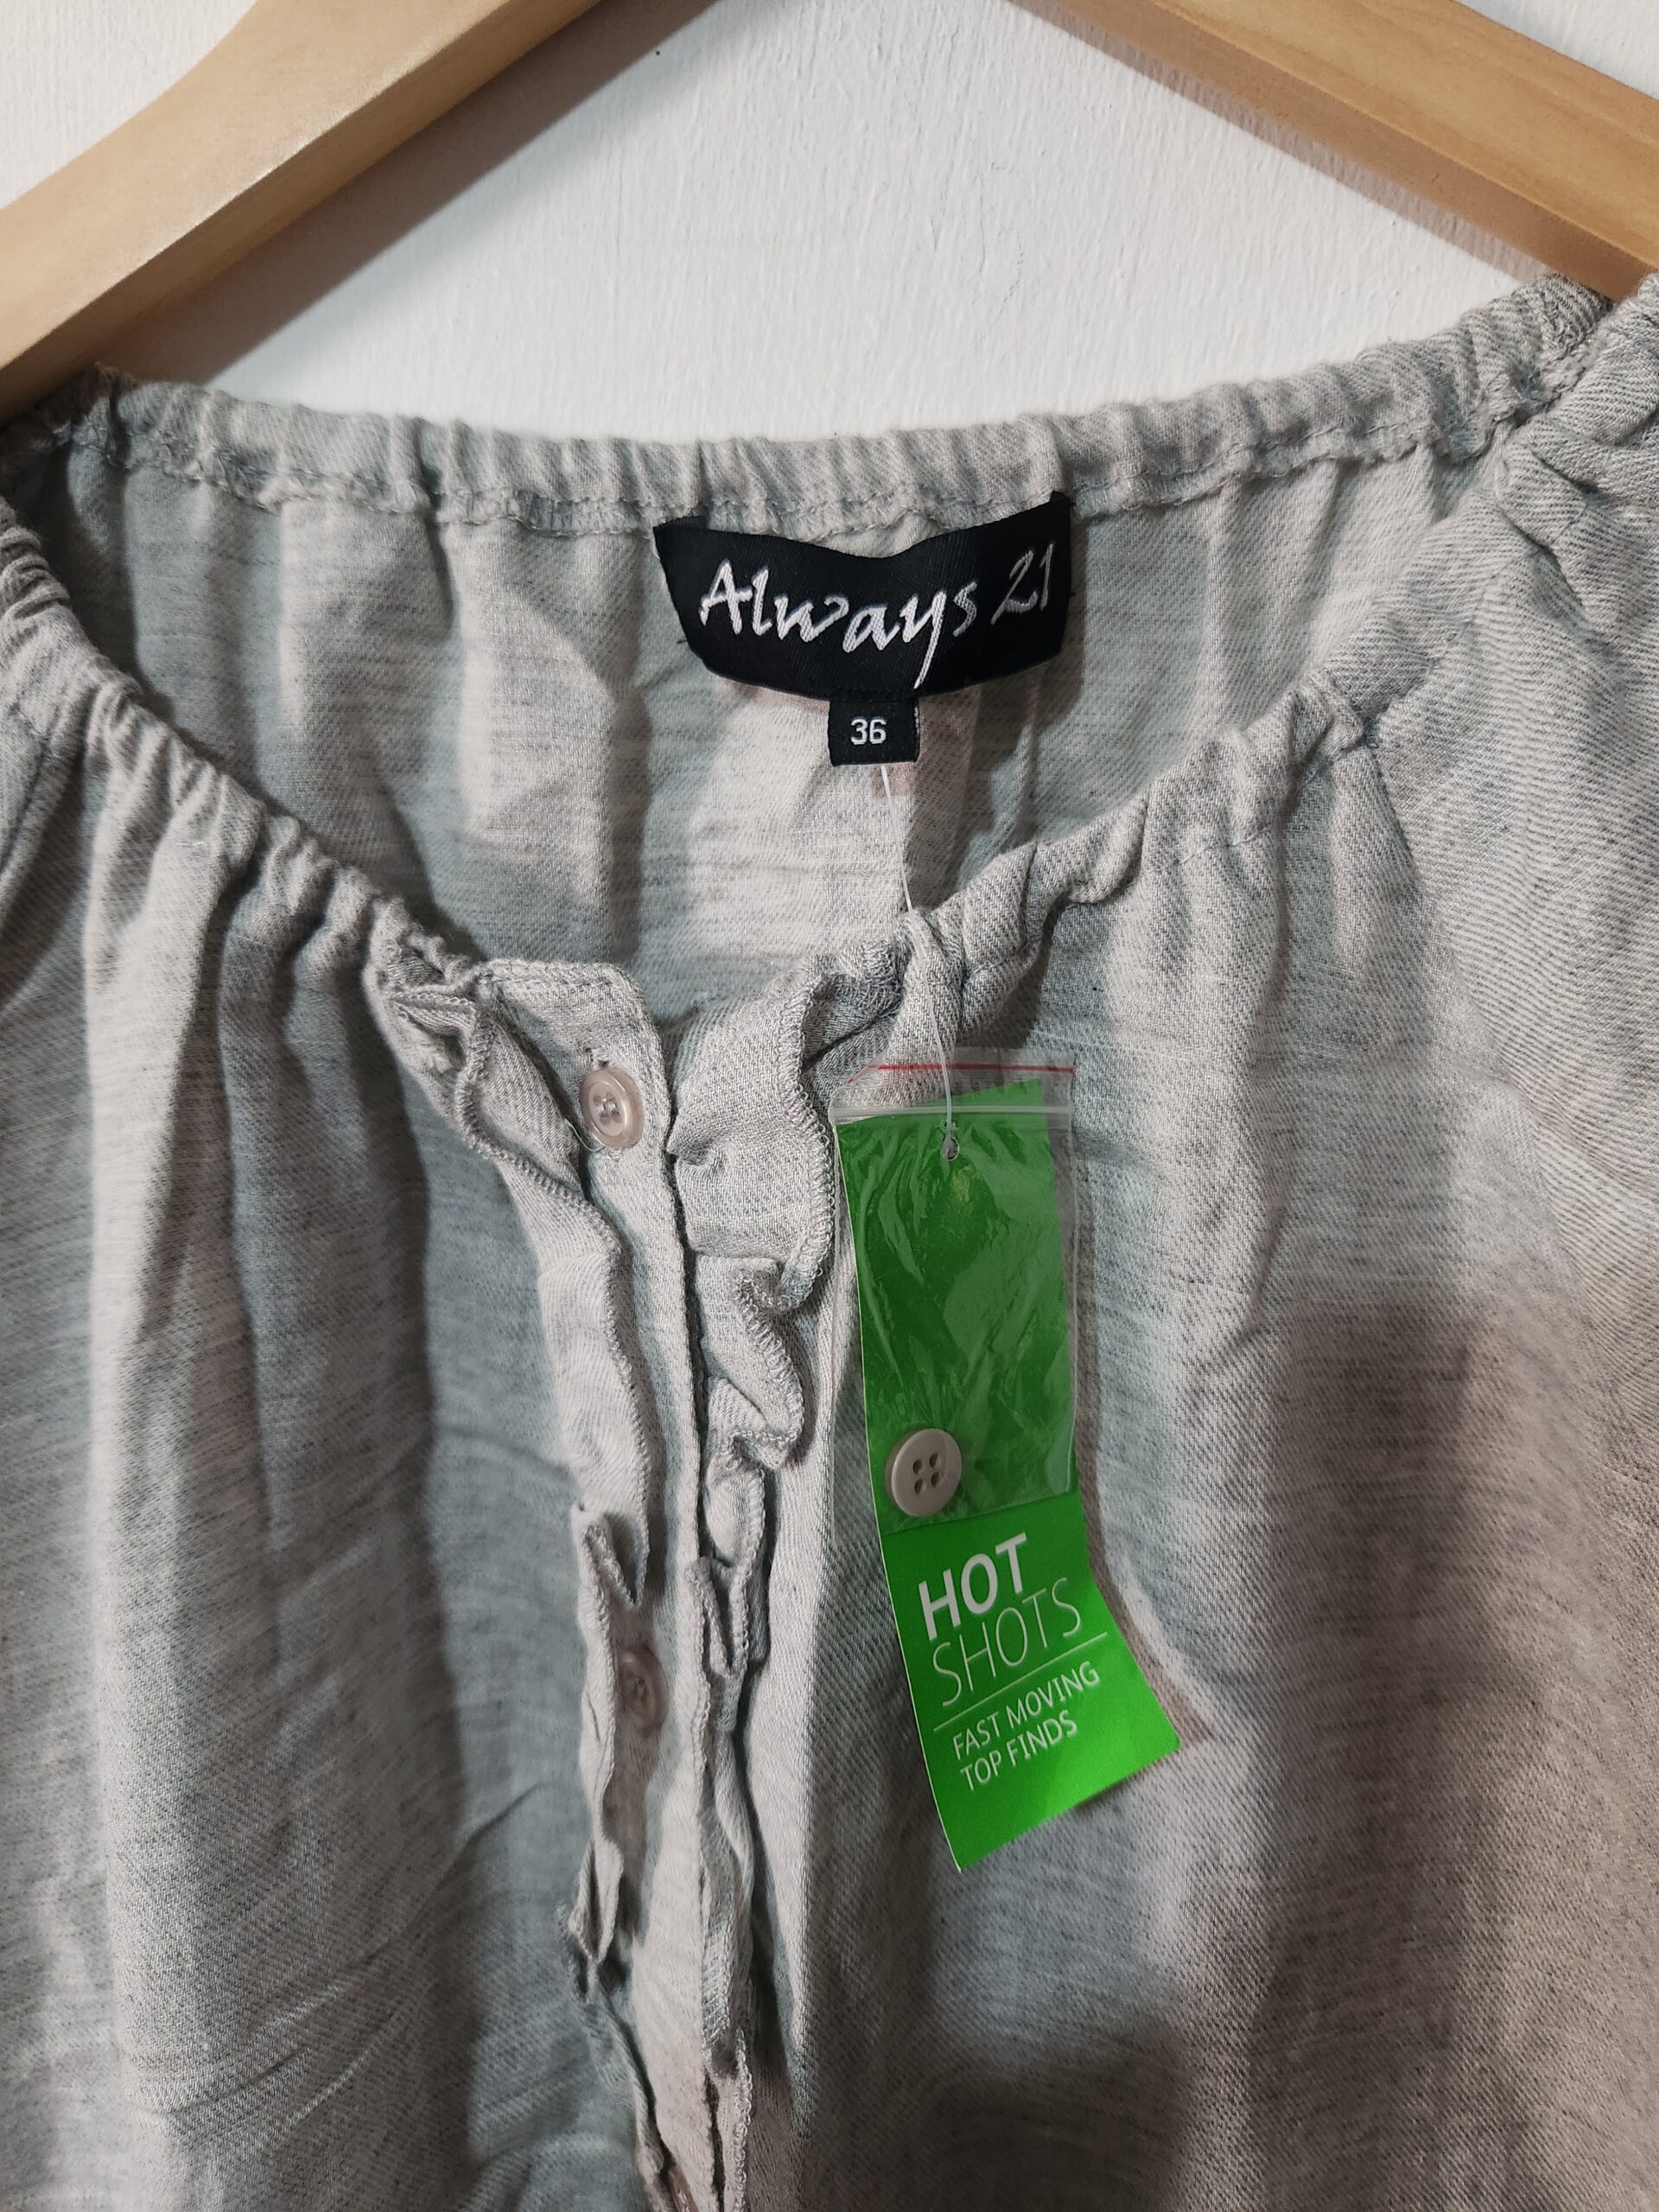 Always 21
36
HOT
SHOTS
FAST MOVING
TOP FINDS